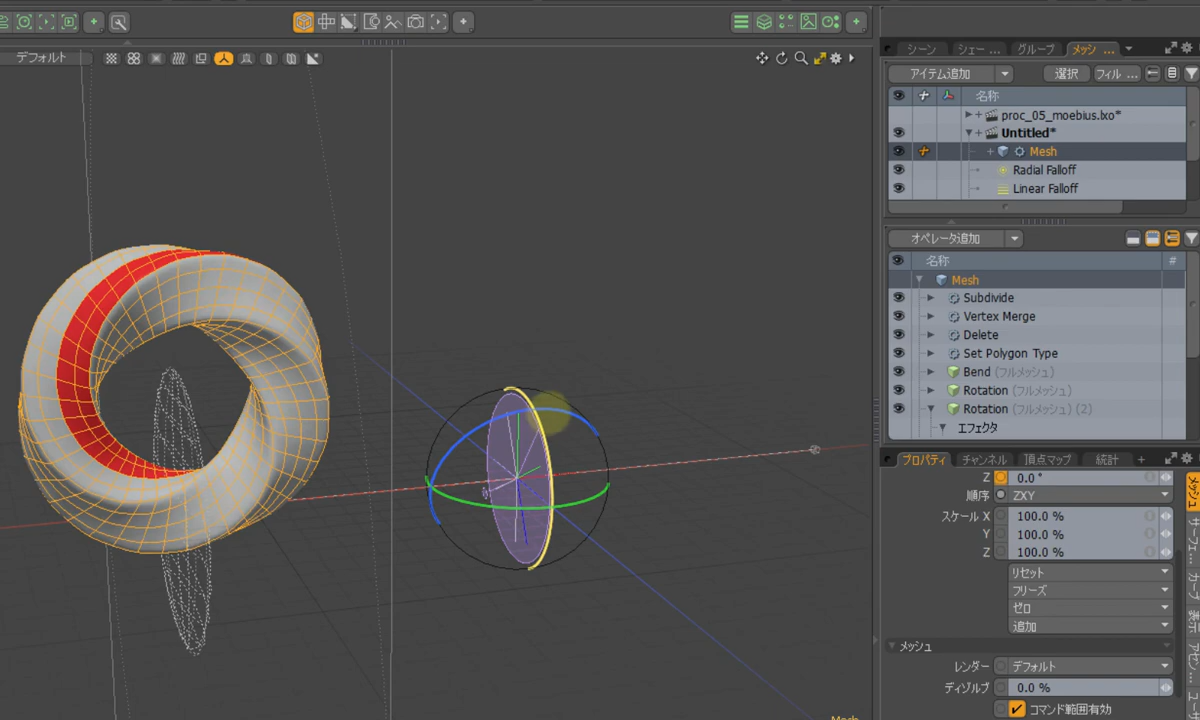 デフォルト
シーン
シェー ...
グループ
メッシ ...
アイテム追加
選択
フィル ...
名称
proc_05_moebius.lxo*
Untitled*
Mesh
Radial Falloff
Linear Falloff
オペレータ追加
名称
#
Mesh
Subdivide
Vertex Merge
Delete
Set Polygon Type
Bend (フルメッシュ)
Rotation (フルメッシュ)
Rotation (フルメッシュ) (2)
エフェクタ
プロパティ
チャンネル
頂点マップ
統計
+
Z 0.0 °
順序 ZXY
スケール X 100.0 %
Y 100.0 %
Z 100.0 %
リセット
フリーズ
ゼロ
追加
メッシュ
レンダー デフォルト
ディゾルブ 0.0 %
コマンド範囲有効
メッシュ
サーフェ ...
カーブ
表示
アセン ...
ユーザ
Mesh